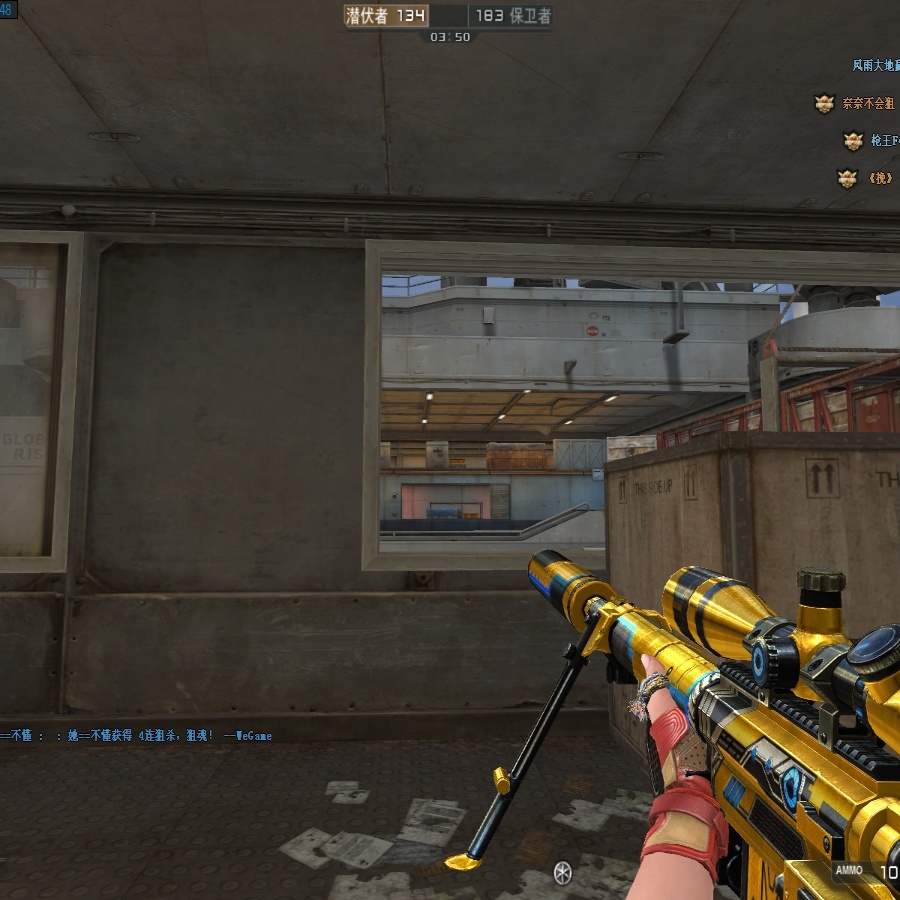 48
潜伏者 134
183 保卫者
03:50
风雨大地
奈奈不会狙
枪王
《挽》
GLOB
RIS
THIS SIDE UP
TH
==不懂 : : 她==不懂获得 4连狙杀,狙魂! --WeGame
AMMO 10